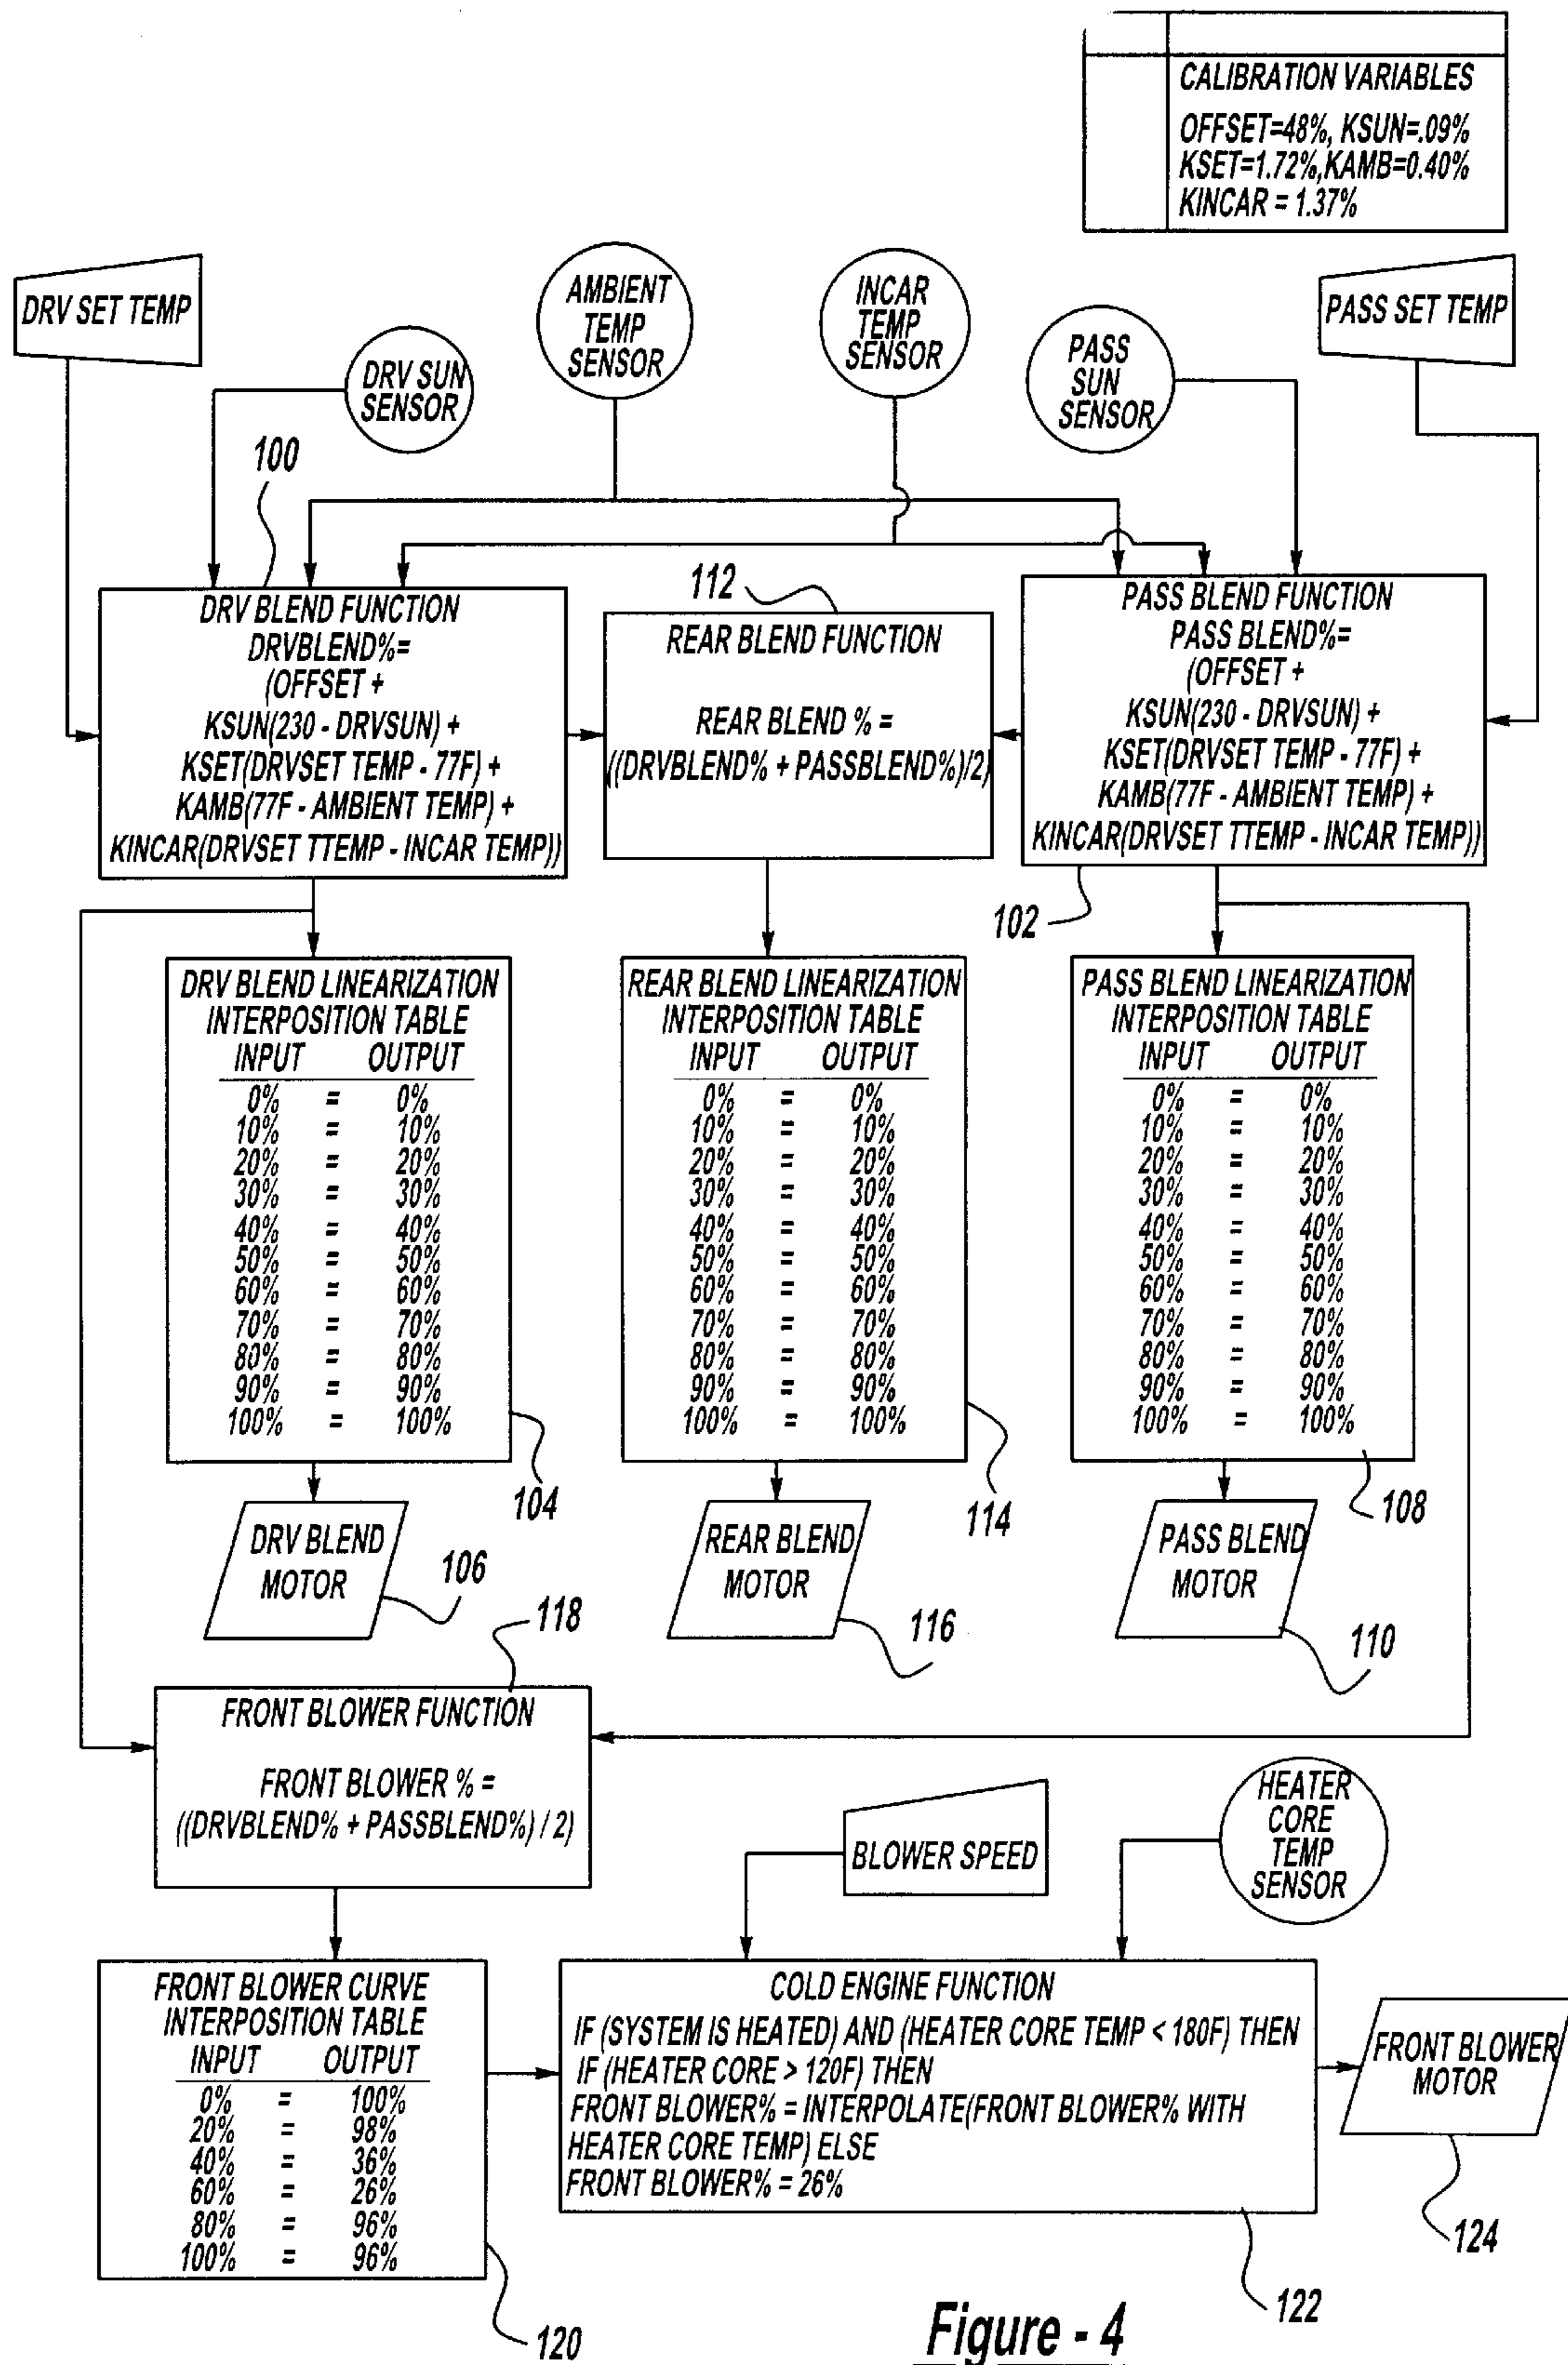 CALIBRATION VARIABLES
OFFSET=48%, KSUN=.09%
KSET=1.72%,KAMB=0.40%
KINCAR = 1.37%
DRV SET TEMP
DRV SUN
SENSOR
AMBIENT
TEMP
SENSOR
INCAR
TEMP
SENSOR
PASS
SUN
SENSOR
PASS SET TEMP
100
DRV BLEND FUNCTION
DRVBLEND%=
(OFFSET +
KSUN(230 - DRVSUN) +
KSET(DRVSET TEMP - 77F) +
KAMB(77F - AMBIENT TEMP) +
KINCAR(DRVSET TTEMP - INCAR TEMP))
112
REAR BLEND FUNCTION
REAR BLEND % =
((DRVBLEND% + PASSBLEND%)/2)
PASS BLEND FUNCTION
PASS BLEND%=
(OFFSET +
KSUN(230 - DRVSUN) +
KSET(DRVSET TEMP - 77F) +
KAMB(77F - AMBIENT TEMP) +
KINCAR(DRVSET TTEMP - INCAR TEMP))
102
DRV BLEND LINEARIZATION
INTERPOSITION TABLE
INPUT OUTPUT
0% = 0%
10% = 10%
20% = 20%
30% = 30%
40% = 40%
50% = 50%
60% = 60%
70% = 70%
80% = 80%
90% = 90%
100% = 100%
104
REAR BLEND LINEARIZATION
INTERPOSITION TABLE
INPUT OUTPUT
0% = 0%
10% = 10%
20% = 20%
30% = 30%
40% = 40%
50% = 50%
60% = 60%
70% = 70%
80% = 80%
90% = 90%
100% = 100%
114
PASS BLEND LINEARIZATION
INTERPOSITION TABLE
INPUT OUTPUT
0% = 0%
10% = 10%
20% = 20%
30% = 30%
40% = 40%
50% = 50%
60% = 60%
70% = 70%
80% = 80%
90% = 90%
100% = 100%
108
DRV BLEND
MOTOR
106
REAR BLEND
MOTOR
116
PASS BLEND
MOTOR
110
118
FRONT BLOWER FUNCTION
FRONT BLOWER % =
((DRVBLEND% + PASSBLEND%) / 2)
BLOWER SPEED
HEATER
CORE
TEMP
SENSOR
FRONT BLOWER CURVE
INTERPOSITION TABLE
INPUT OUTPUT
0% = 100%
20% = 98%
40% = 36%
60% = 26%
80% = 96%
100% = 96%
120
COLD ENGINE FUNCTION
IF (SYSTEM IS HEATED) AND (HEATER CORE TEMP < 180F) THEN
IF (HEATER CORE > 120F) THEN
FRONT BLOWER% = INTERPOLATE(FRONT BLOWER% WITH
HEATER CORE TEMP) ELSE
FRONT BLOWER% = 26%
122
FRONT BLOWER
MOTOR
124
Figure - 4